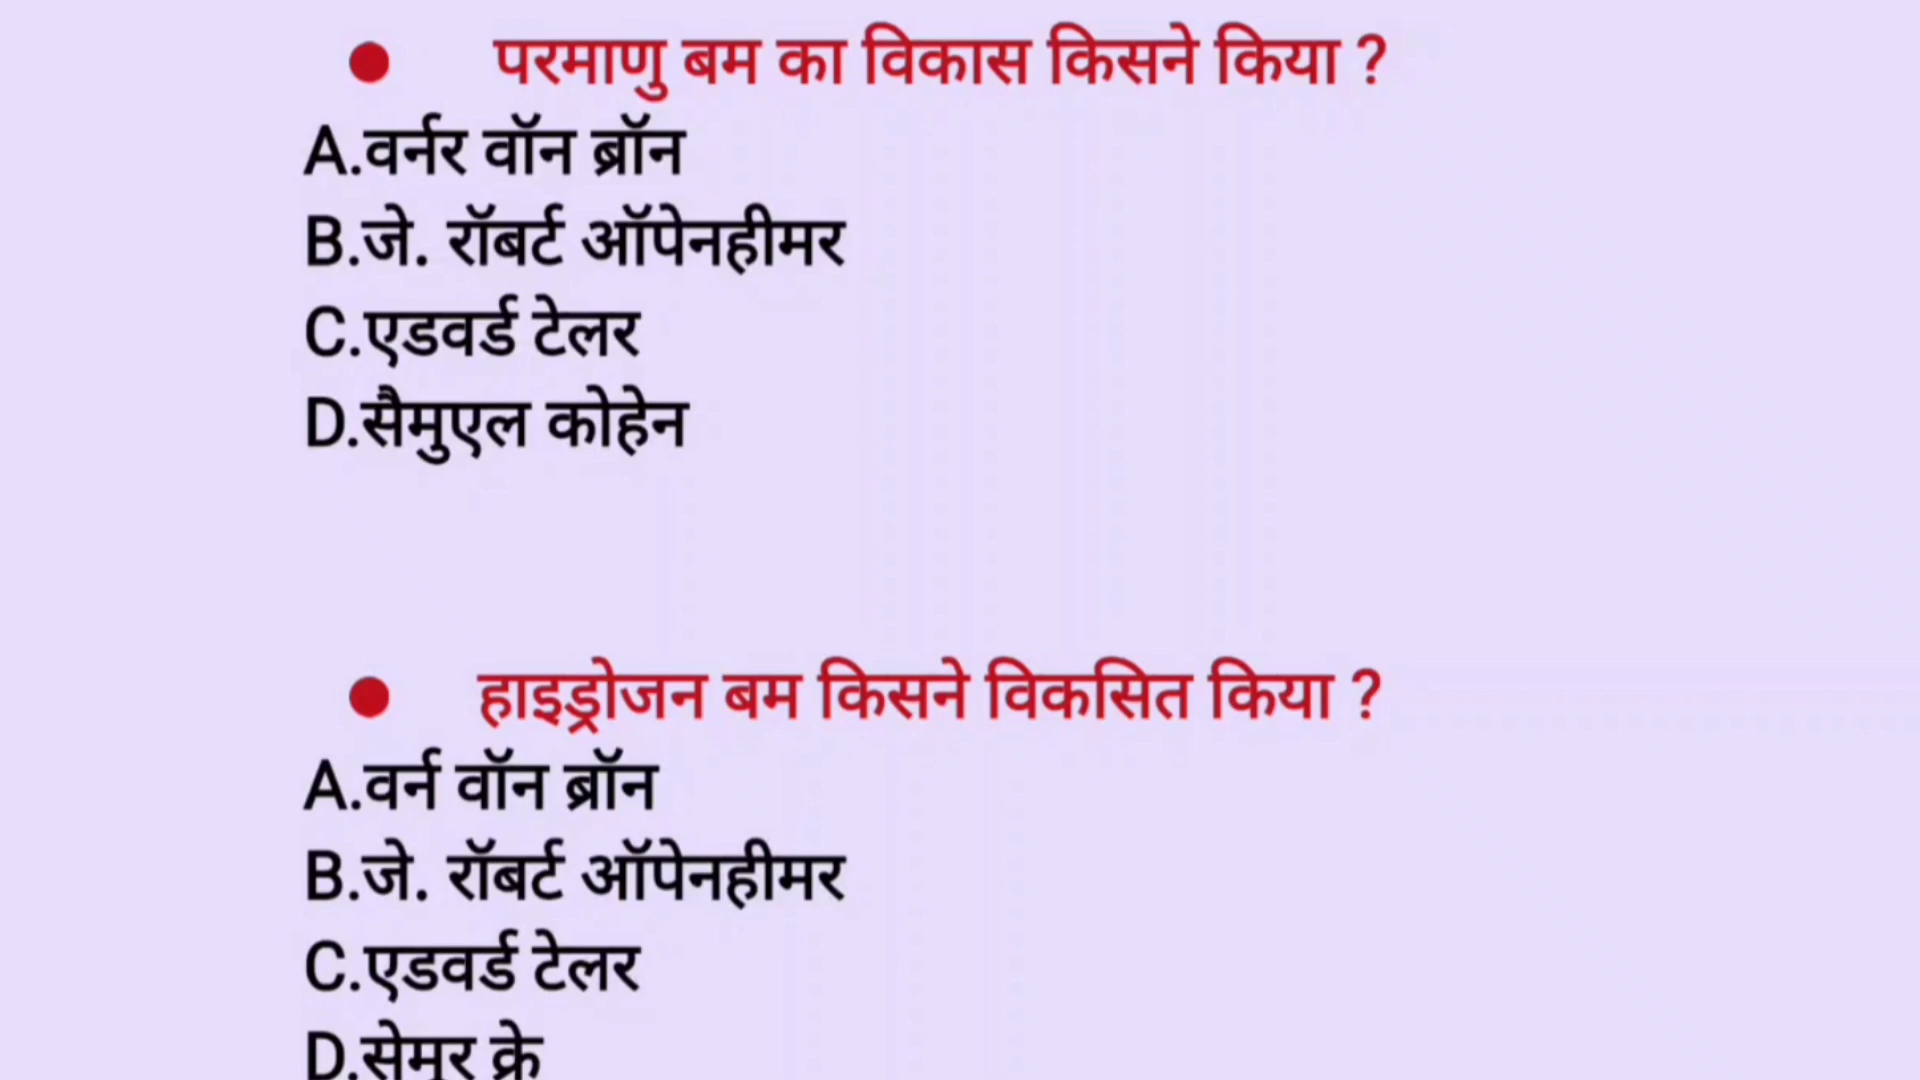 ● परमाणु बम का विकास किसने किया ?
A.वर्नर वॉन ब्रॉन
B.जे. रॉबर्ट ऑपेनहीमर
C.एडवर्ड टेलर
D.सैमुएल कोहेन
● हाइड्रोजन बम किसने विकसित किया ?
A.वर्न वॉन ब्रॉन
B.जे. रॉबर्ट ऑपेनहीमर
C.एडवर्ड टेलर
D.सेमूर क्रे